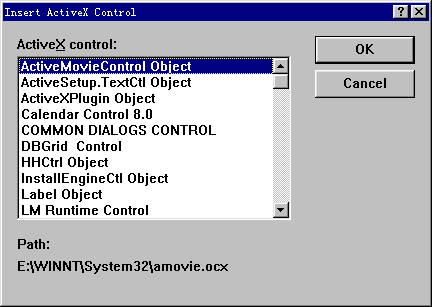 Insert ActiveX Control
ActiveX control:
ActiveMovieControl Object
ActiveSetup.TextCtl Object
ActiveXPlugin Object
Calendar Control 8.0
COMMON DIALOGS CONTROL
DBGrid  Control
HHCtrl Object
InstallEngineCtl Object
Label Object
LM Runtime Control
OK
Cancel
Path:
E:\WINNT\System32\amovie.ocx